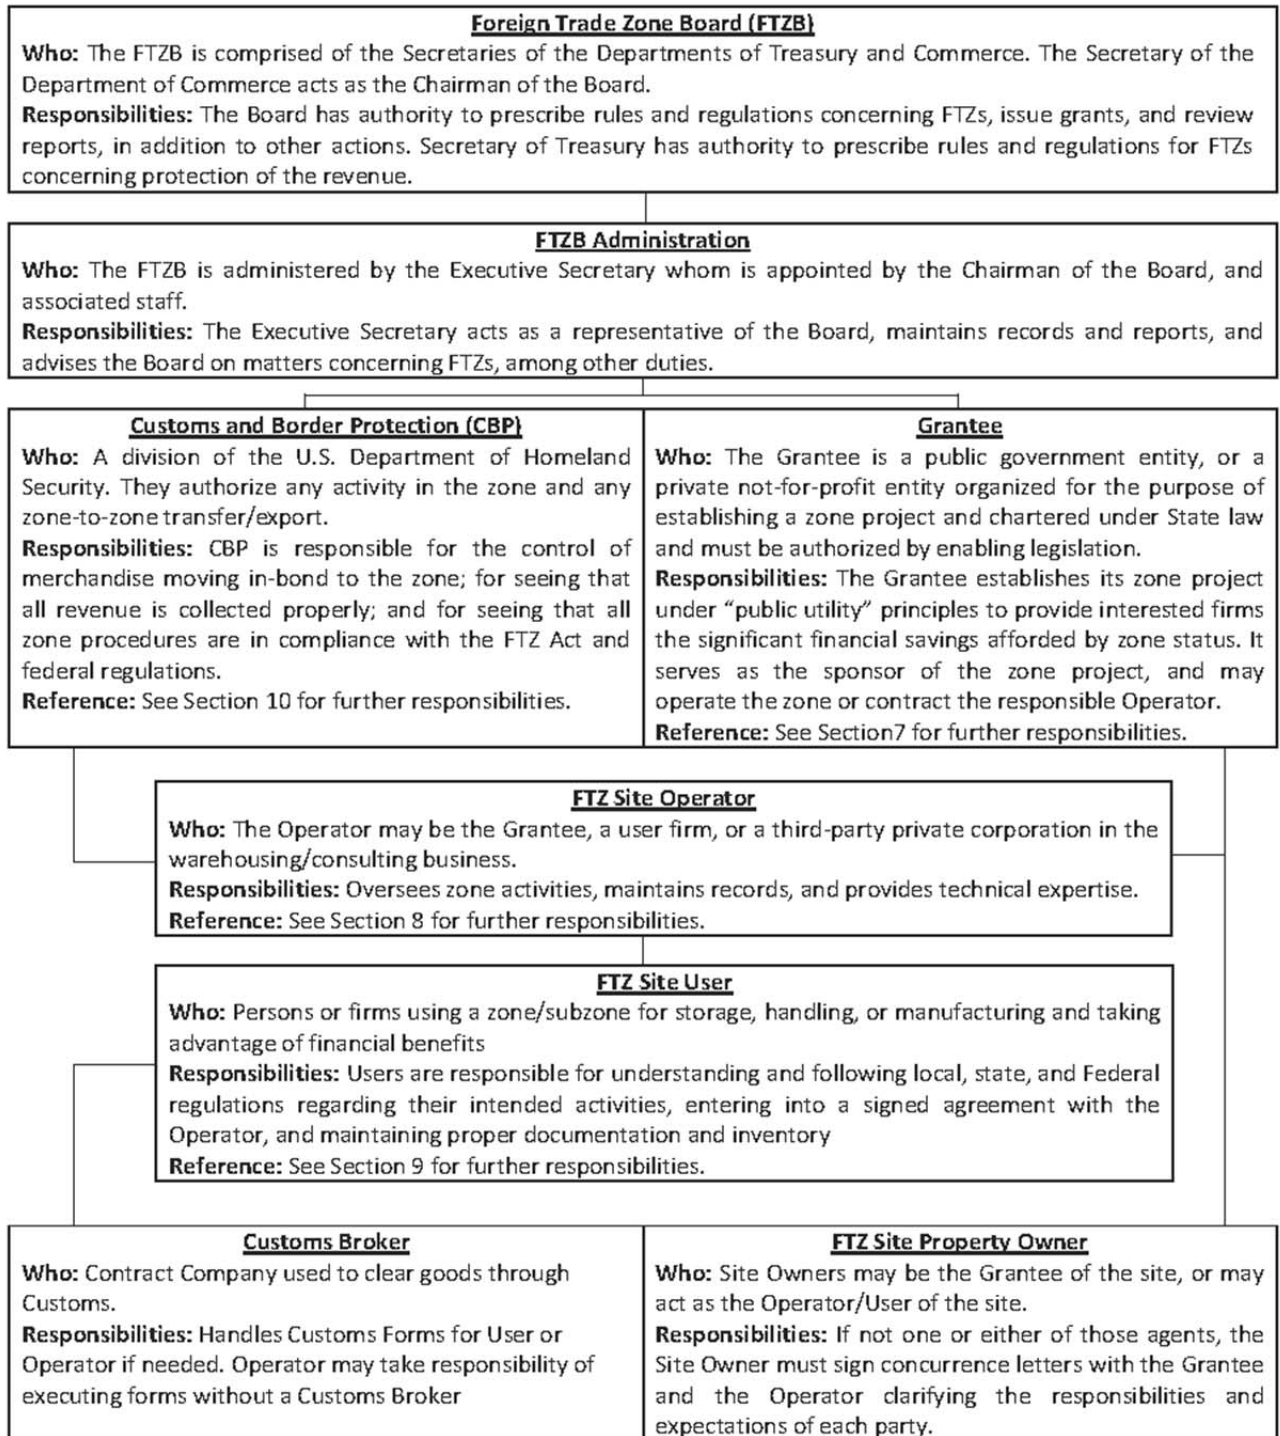 Foreign Trade Zone Board (FTZB)
Who: The FTZB is comprised of the Secretaries of the Departments of Treasury and Commerce. The Secretary of the
Department of Commerce acts as the Chairman of the Board.
Responsibilities: The Board has authority to prescribe rules and regulations concerning FTZs, issue grants, and review
reports, in addition to other actions. Secretary of Treasury has authority to prescribe rules and regulations for FTZs
concerning protection of the revenue.
FTZB Administration
Who: The FTZB is administered by the Executive Secretary whom is appointed by the Chairman of the Board, and
associated staff.
Responsibilities: The Executive Secretary acts as a representative of the Board, maintains records and reports, and
advises the Board on matters concerning FTZs, among other duties.
Customs and Border Protection (CBP)
Who: A division of the U.S. Department of Homeland
Security. They authorize any activity in the zone and any
zone-to-zone transfer/export.
Responsibilities: CBP is responsible for the control of
merchandise moving in-bond to the zone; for seeing that
all revenue is collected properly; and for seeing that all
zone procedures are in compliance with the FTZ Act and
federal regulations.
Reference: See Section 10 for further responsibilities.
Grantee
Who: The Grantee is a public government entity, or a
private not-for-profit entity organized for the purpose of
establishing a zone project and chartered under State law
and must be authorized by enabling legislation.
Responsibilities: The Grantee establishes its zone project
under “public utility” principles to provide interested firms
the significant financial savings afforded by zone status. It
serves as the sponsor of the zone project, and may
operate the zone or contract the responsible Operator.
Reference: See Section7 for further responsibilities.
FTZ Site Operator
Who: The Operator may be the Grantee, a user firm, or a third-party private corporation in the
warehousing/consulting business.
Responsibilities: Oversees zone activities, maintains records, and provides technical expertise.
Reference: See Section 8 for further responsibilities.
FTZ Site User
Who: Persons or firms using a zone/subzone for storage, handling, or manufacturing and taking
advantage of financial benefits
Responsibilities: Users are responsible for understanding and following local, state, and Federal
regulations regarding their intended activities, entering into a signed agreement with the
Operator, and maintaining proper documentation and inventory
Reference: See Section 9 for further responsibilities.
Customs Broker
Who: Contract Company used to clear goods through
Customs.
Responsibilities: Handles Customs Forms for User or
Operator if needed. Operator may take responsibility of
executing forms without a Customs Broker
FTZ Site Property Owner
Who: Site Owners may be the Grantee of the site, or may
act as the Operator/User of the site.
Responsibilities: If not one or either of those agents, the
Site Owner must sign concurrence letters with the Grantee
and the Operator clarifying the responsibilities and
expectations of each party.